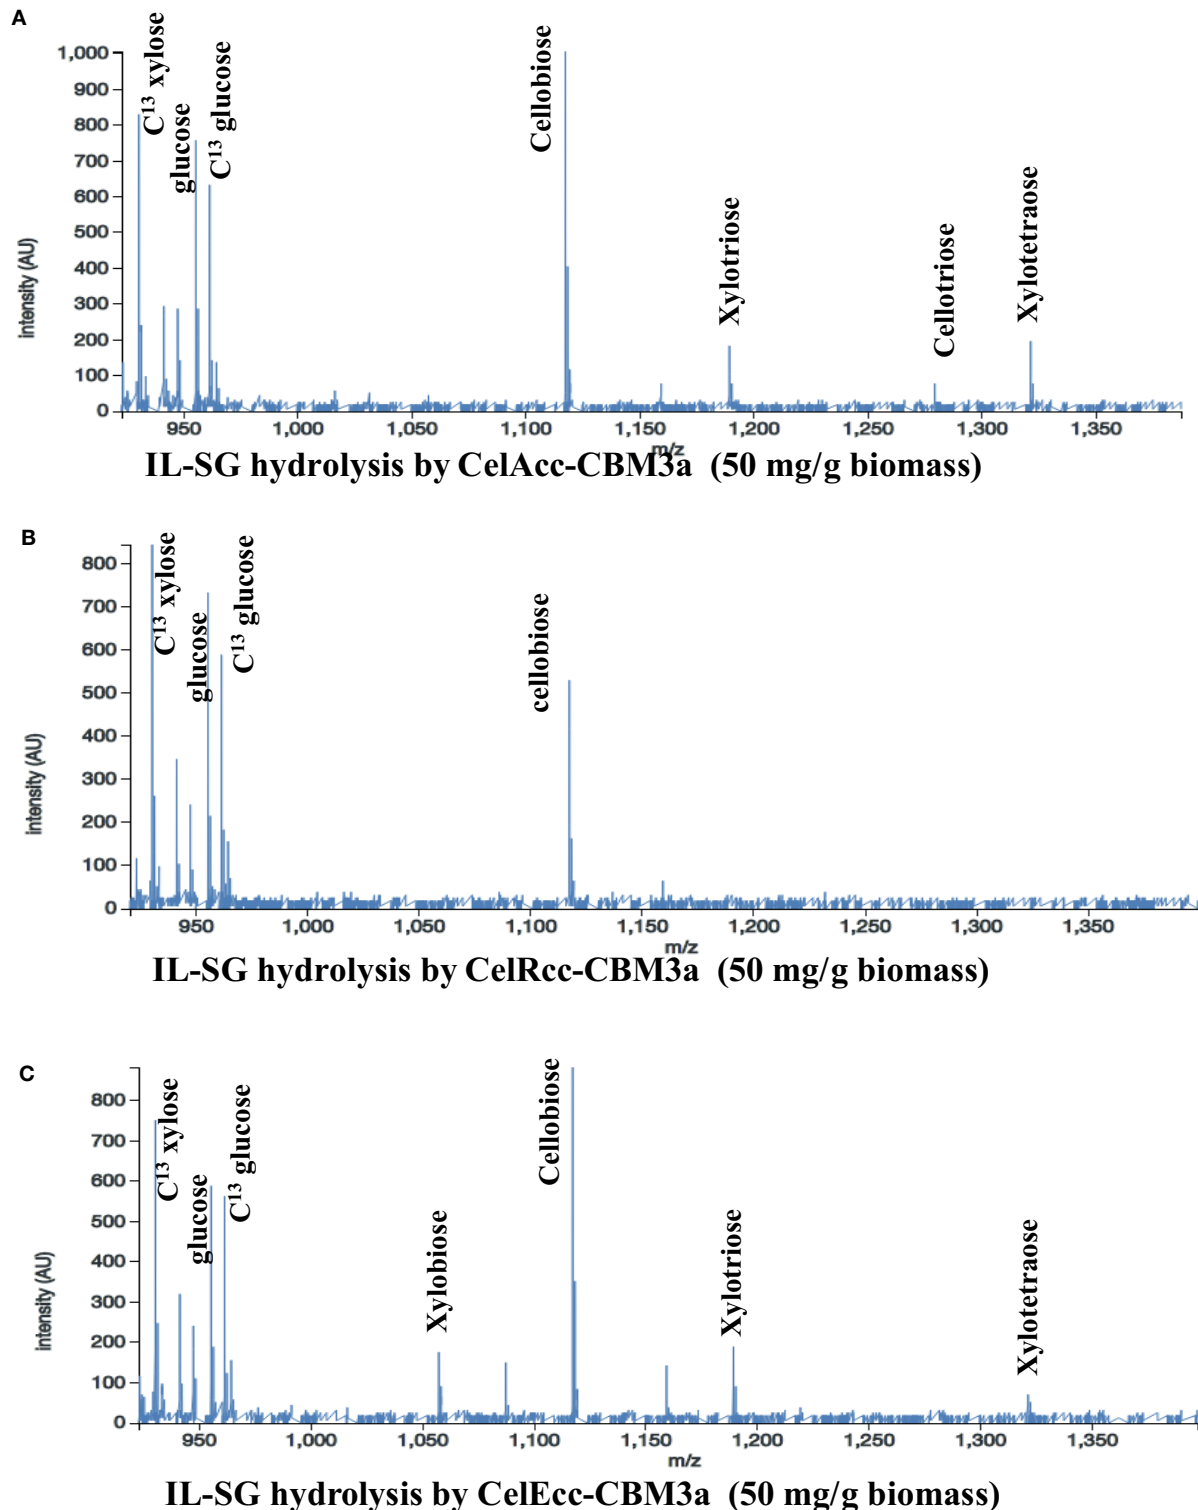 A
1,000
900
800
700
600
500
400
300
200
100
0
intensity (AU)
C¹³ xylose
glucose
C¹³ glucose
Cellobiose
Xylotriose
Cellotriose
Xylotetraose
950
1,000
1,050
1,100
1,150
1,200
1,250
1,300
1,350
m/z
IL-SG hydrolysis by CelAcc-CBM3a (50 mg/g biomass)
B
800
700
600
500
400
300
200
100
0
intensity (AU)
C¹³ xylose
glucose
C¹³ glucose
cellobiose
950
1,000
1,050
1,100
1,150
1,200
1,250
1,300
1,350
m/z
IL-SG hydrolysis by CelRcc-CBM3a (50 mg/g biomass)
C
800
700
600
500
400
300
200
100
0
intensity (AU)
C¹³ xylose
glucose
C¹³ glucose
Xylobiose
Cellobiose
Xylotriose
Xylotetraose
950
1,000
1,050
1,100
1,150
1,200
1,250
1,300
1,350
m/z
IL-SG hydrolysis by CelEcc-CBM3a (50 mg/g biomass)